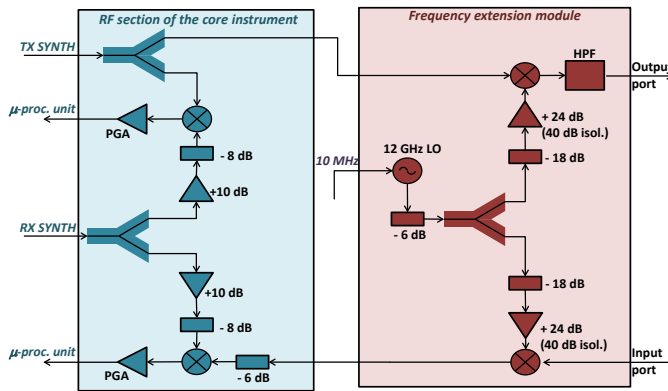 RF section of the core instrument
Frequency extension module
TX SYNTH
HPF
Output
port
μ-proc. unit
PGA
+ 24 dB
(40 dB isol.)
12 GHz LO
- 8 dB
10 MHz
- 18 dB
+10 dB
RX SYNTH
- 6 dB
+10 dB
- 18 dB
- 8 dB
+ 24 dB
(40 dB isol.)
μ-proc. unit
Input
port
PGA
- 6 dB